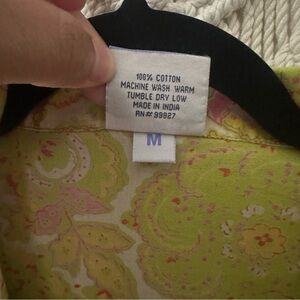 100% COTTON
MACHINE WASH WARM
TUMBLE DRY LOW
MADE IN INDIA
RN# 99827
M